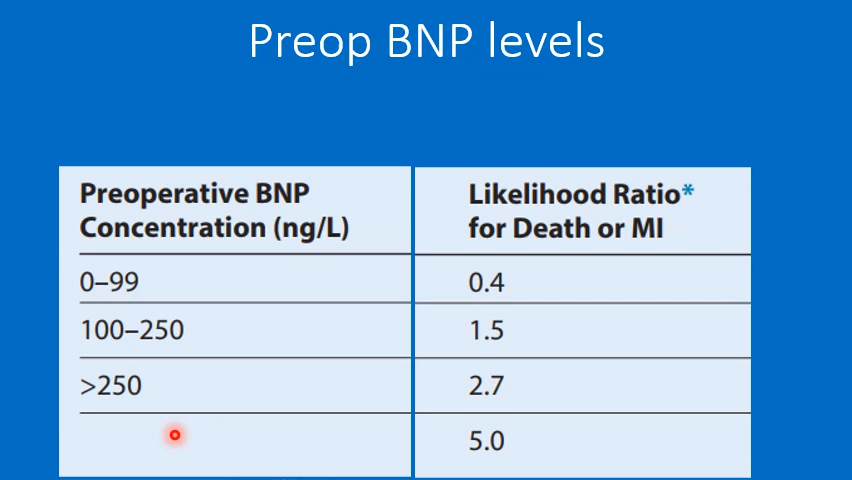 Preop BNP levels
Preoperative BNP Concentration (ng/L)
Likelihood Ratio* for Death or MI
0–99 0.4
100–250 1.5
>250 2.7
5.0